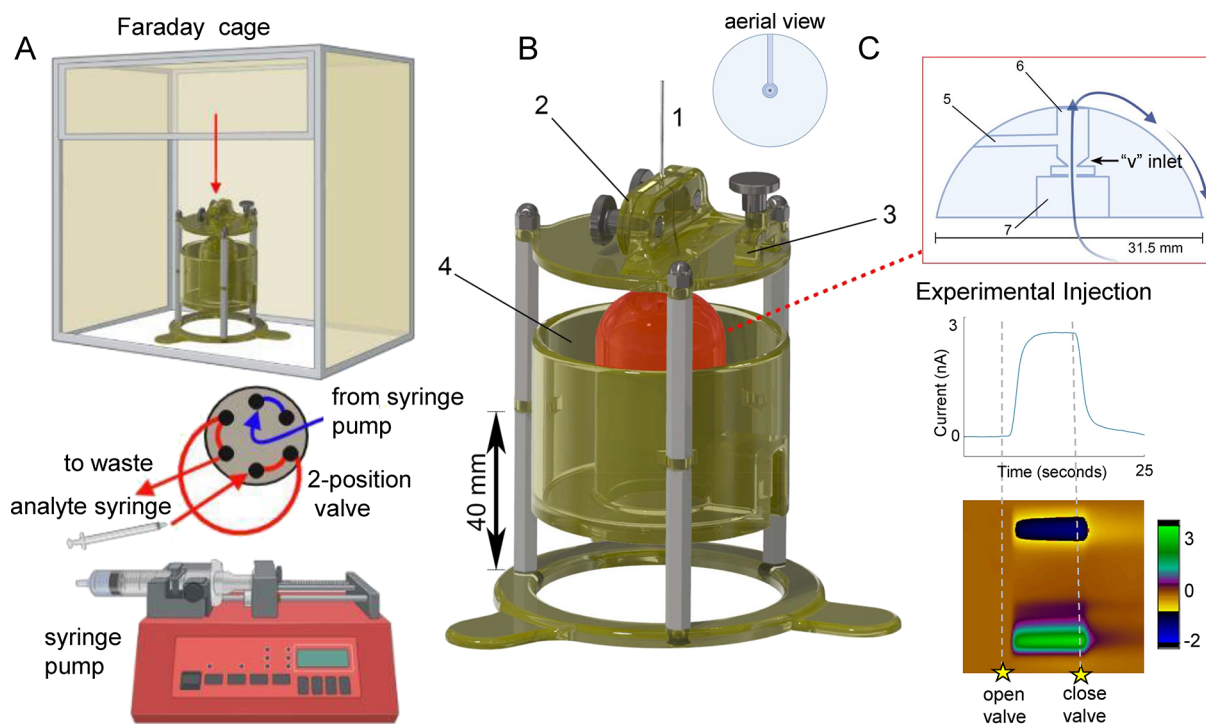 A
Faraday cage
from syringe
pump
to waste
analyte syringe
2-position
valve
syringe
pump
B
aerial view
1
2
3
4
40 mm
C
5
6
"v" inlet
7
31.5 mm
Experimental Injection
3
Current (nA)
0
Time (seconds)
25
3
0
-2
open
valve
close
valve